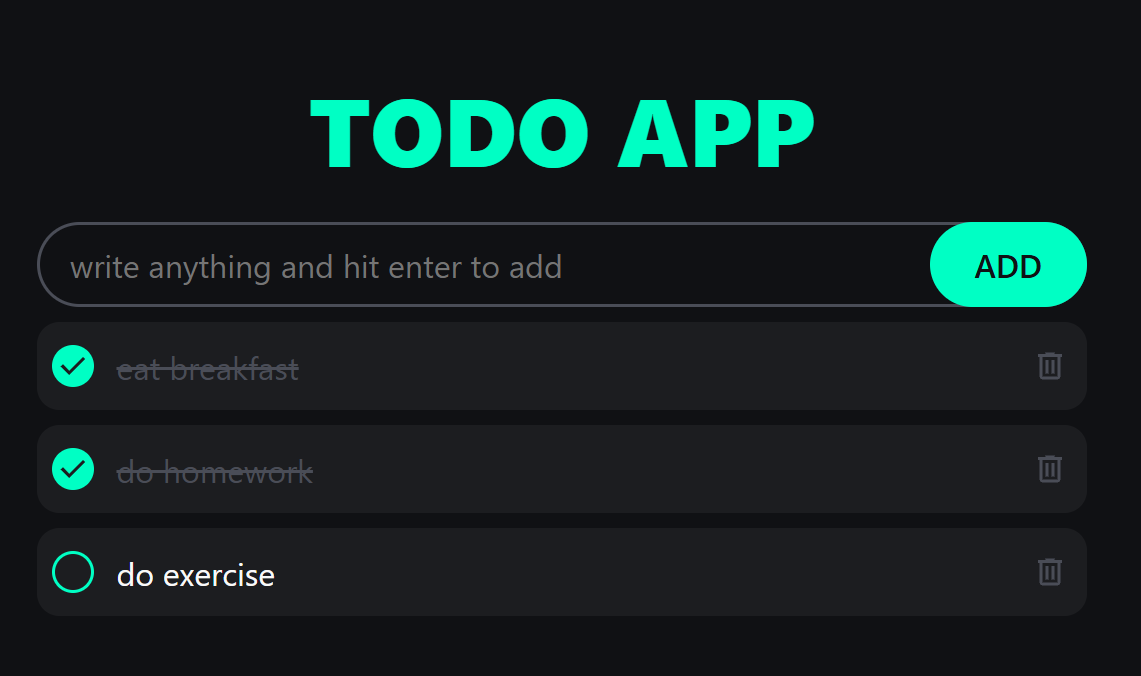 TODO APP
write anything and hit enter to add
ADD
eat breakfast
do homework
do exercise